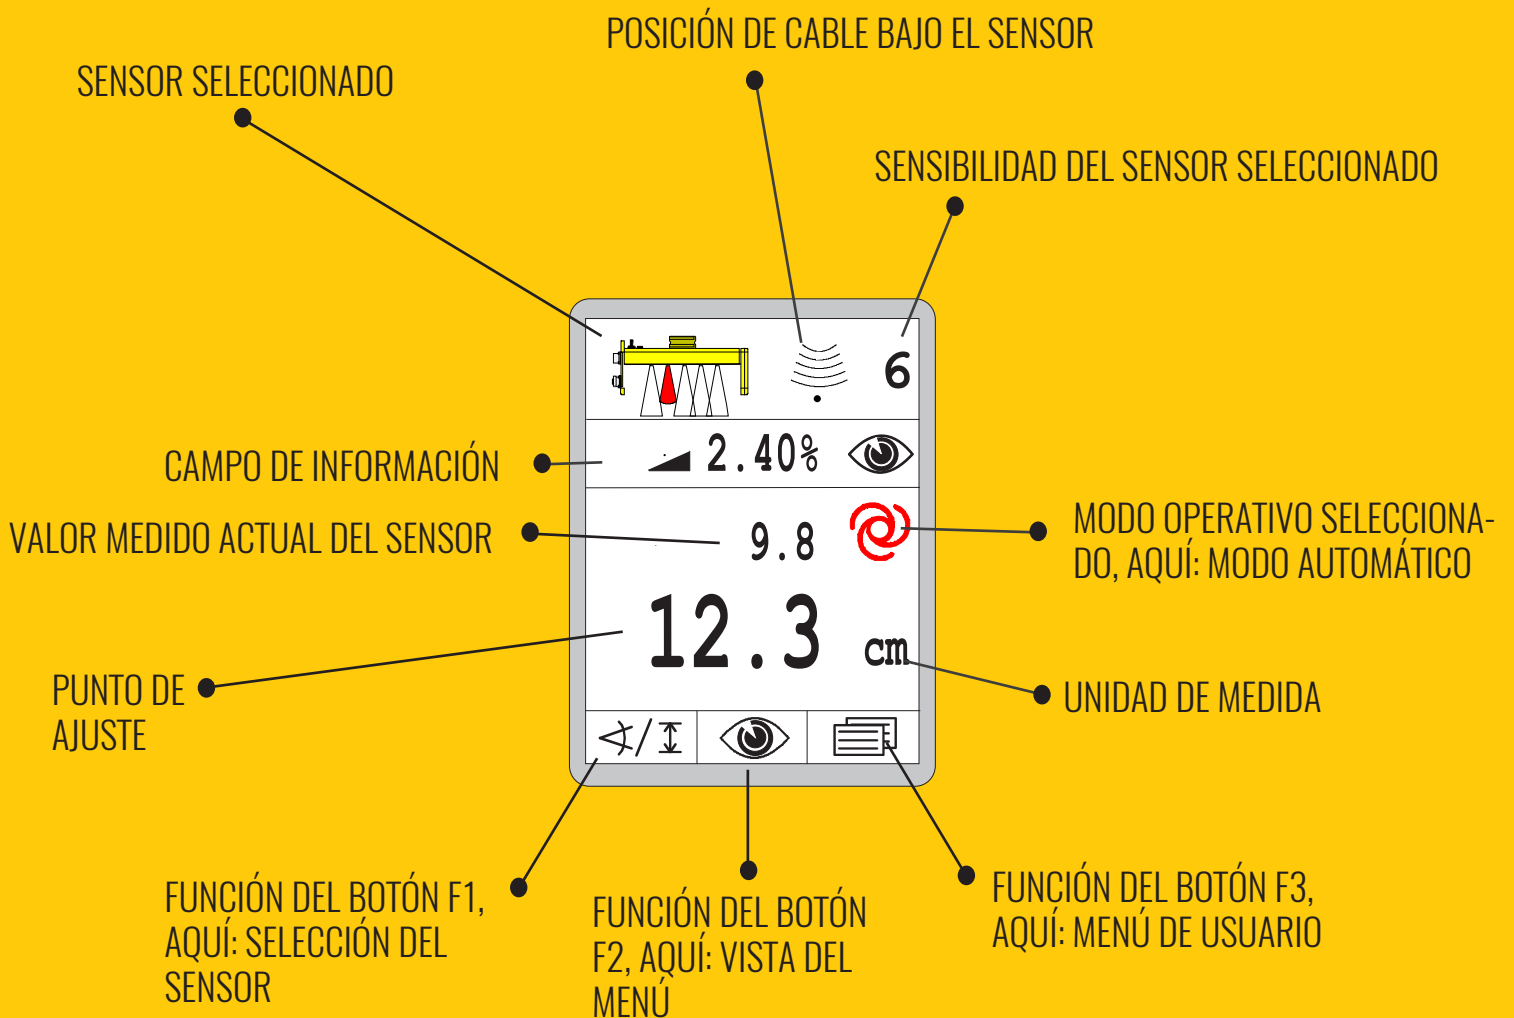 POSICIÓN DE CABLE BAJO EL SENSOR
SENSOR SELECCIONADO
SENSIBILIDAD DEL SENSOR SELECCIONADO
6
CAMPO DE INFORMACIÓN
2.40%
VALOR MEDIDO ACTUAL DEL SENSOR
9.8
MODO OPERATIVO SELECCIONA-
DO, AQUÍ: MODO AUTOMÁTICO
12.3
cm
PUNTO DE
AJUSTE
UNIDAD DE MEDIDA
FUNCIÓN DEL BOTÓN F1,
AQUÍ: SELECCIÓN DEL
SENSOR
FUNCIÓN DEL BOTÓN
F2, AQUÍ: VISTA DEL
MENÚ
FUNCIÓN DEL BOTÓN F3,
AQUÍ: MENÚ DE USUARIO